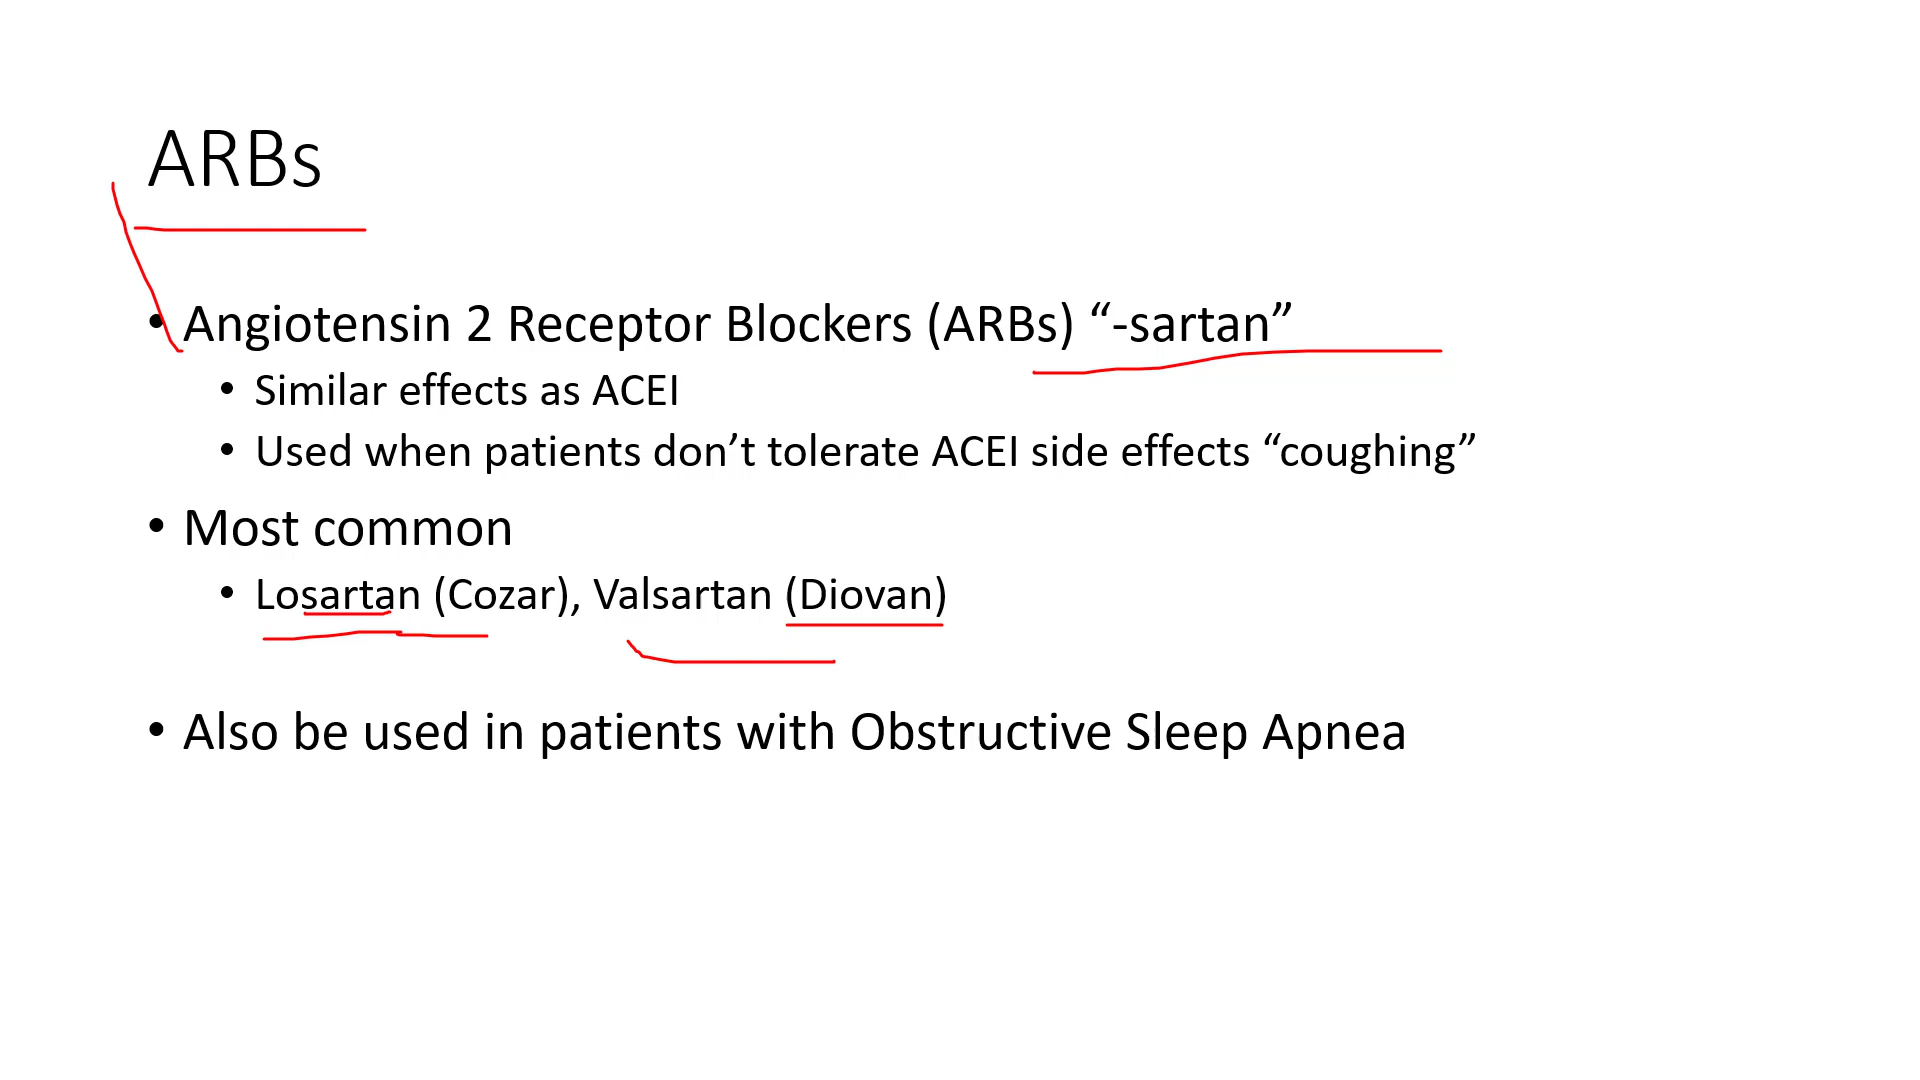 ARBs
• Angiotensin 2 Receptor Blockers (ARBs) “-sartan”
• Similar effects as ACEI
• Used when patients don’t tolerate ACEI side effects “coughing”
• Most common
• Losartan (Cozar), Valsartan (Diovan)
• Also be used in patients with Obstructive Sleep Apnea